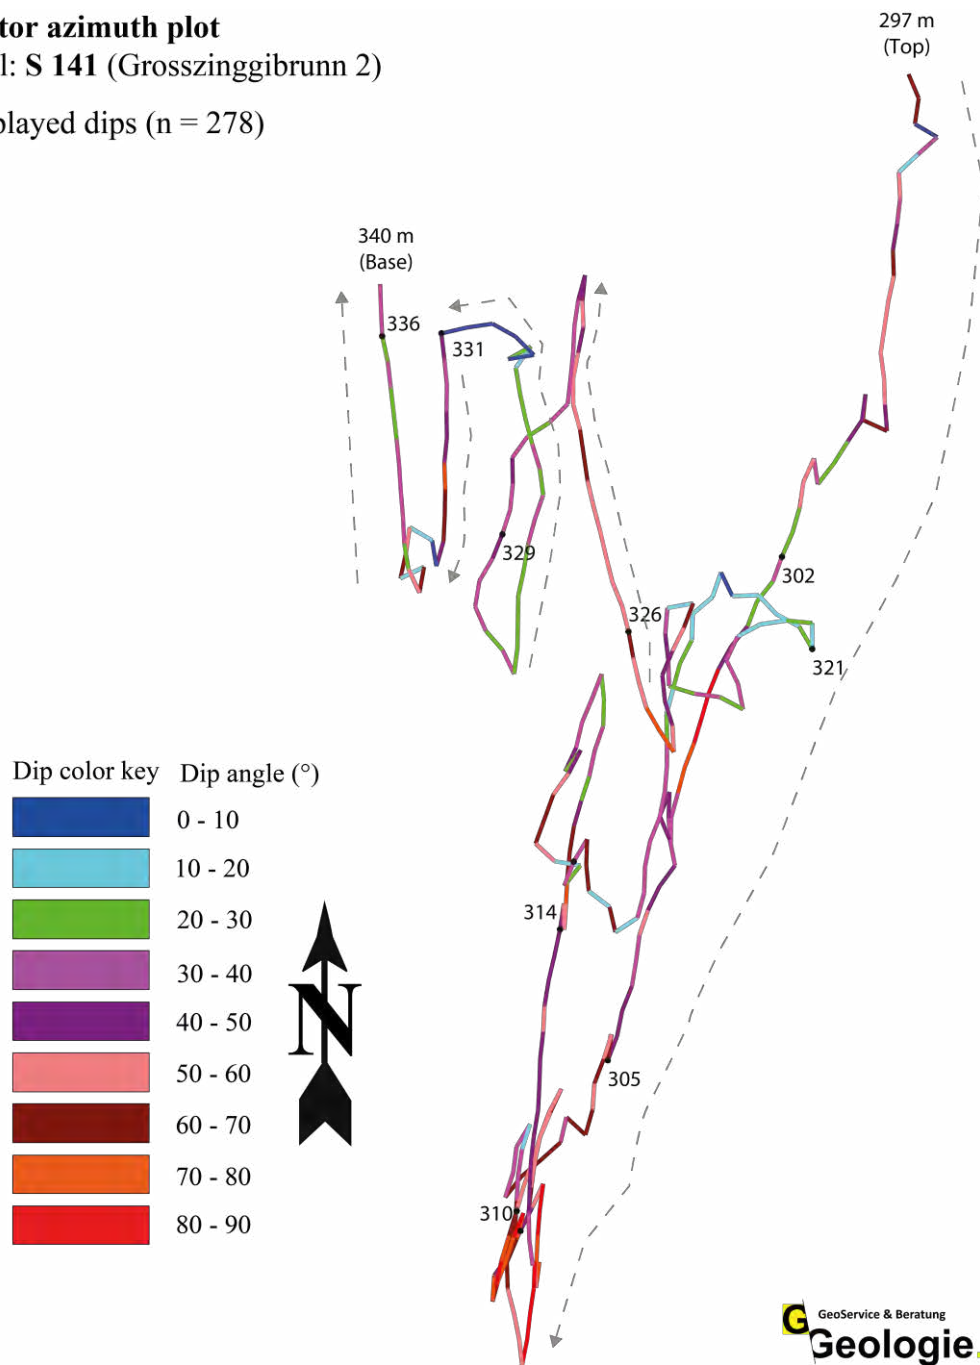 tor azimuth plot
l: S 141 (Grosszinggibrunn 2)
played dips (n = 278)
297 m
(Top)
340 m
(Base)
336
331
329
302
326
321
314
305
310
Dip color key Dip angle (°)
0 - 10
10 - 20
20 - 30
30 - 40
40 - 50
50 - 60
60 - 70
70 - 80
80 - 90
N
G GeoService & Beratung
Geologie